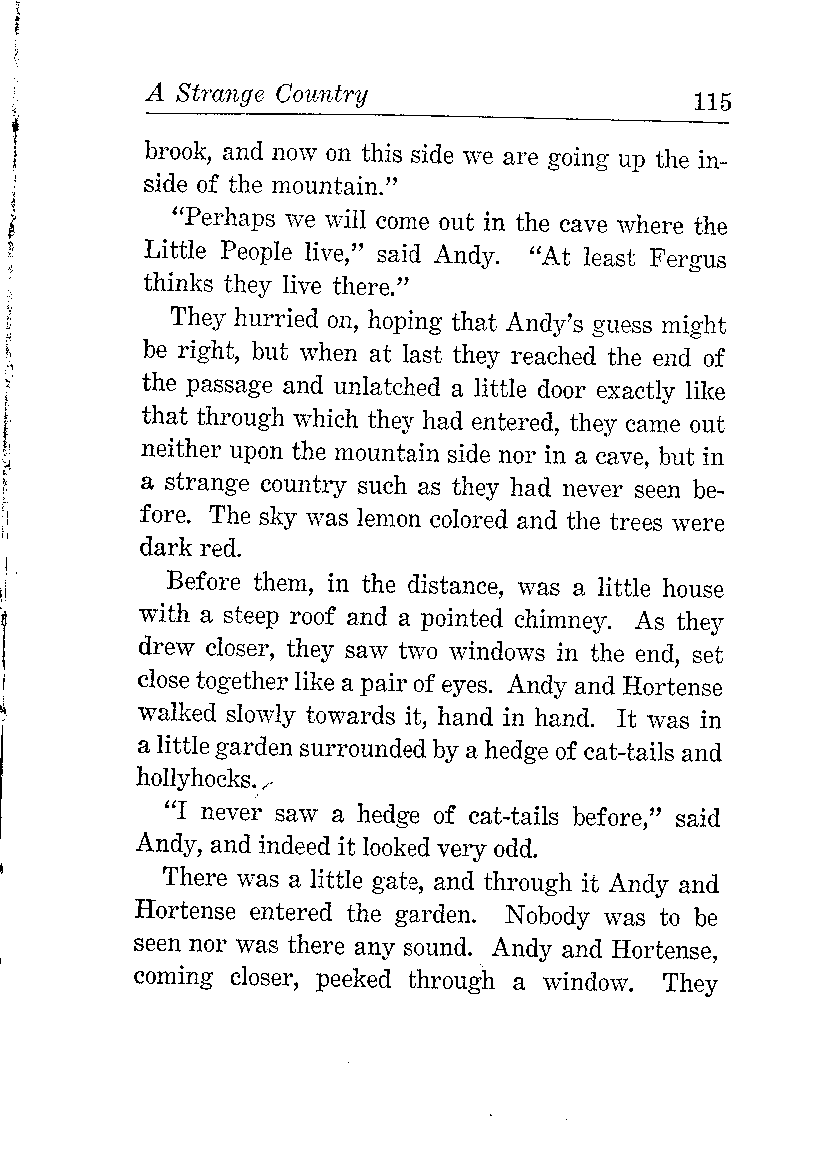 A Strange Country 115
brook, and now on this side we are going up the in-
side of the mountain.”
“Perhaps we will come out in the cave where the
Little People live,” said Andy. “At least Fergus
thinks they live there.”
They hurried on, hoping that Andy’s guess might
be right, but when at last they reached the end of
the passage and unlatched a little door exactly like
that through which they had entered, they came out
neither upon the mountain side nor in a cave, but in
a strange country such as they had never seen be-
fore. The sky was lemon colored and the trees were
dark red.
Before them, in the distance, was a little house
with a steep roof and a pointed chimney. As they
drew closer, they saw two windows in the end, set
close together like a pair of eyes. Andy and Hortense
walked slowly towards it, hand in hand. It was in
a little garden surrounded by a hedge of cat-tails and
hollyhocks.
“I never saw a hedge of cat-tails before,” said
Andy, and indeed it looked very odd.
There was a little gate, and through it Andy and
Hortense entered the garden. Nobody was to be
seen nor was there any sound. Andy and Hortense,
coming closer, peeked through a window. They